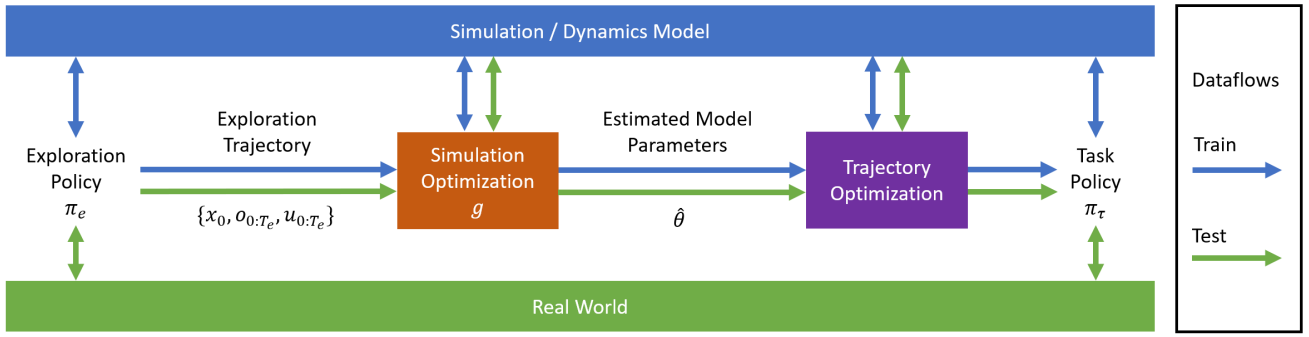 Simulation / Dynamics Model
Exploration
Policy
πₑ
Exploration
Trajectory
{x₀, o₀:Tₑ, u₀:Tₑ}
Simulation
Optimization
g
Estimated Model
Parameters
θ̂
Trajectory
Optimization
Task
Policy
π_τ
Real World
Dataflows
Train
Test